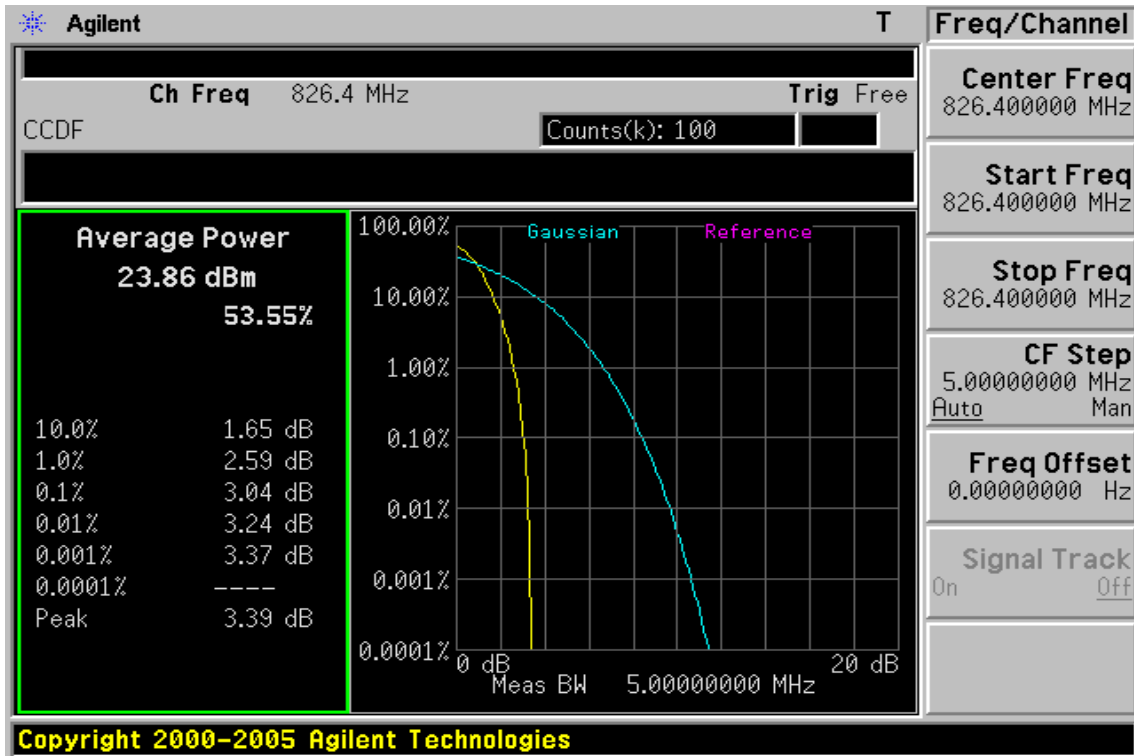 Agilent T
Ch Freq 826.4 MHz Trig Free
CCDF Counts(k): 100
Average Power
23.86 dBm
53.55%
10.0% 1.65 dB
1.0% 2.59 dB
0.1% 3.04 dB
0.01% 3.24 dB
0.001% 3.37 dB
0.0001% ----
Peak 3.39 dB
Gaussian Reference
100.00%
10.00%
1.00%
0.10%
0.01%
0.001%
0.0001%
0 dB 20 dB
Meas BW 5.00000000 MHz
Freq/Channel
Center Freq
826.400000 MHz
Start Freq
826.400000 MHz
Stop Freq
826.400000 MHz
CF Step
5.00000000 MHz
Auto Man
Freq Offset
0.00000000 Hz
Signal Track
On Off
Copyright 2000-2005 Agilent Technologies